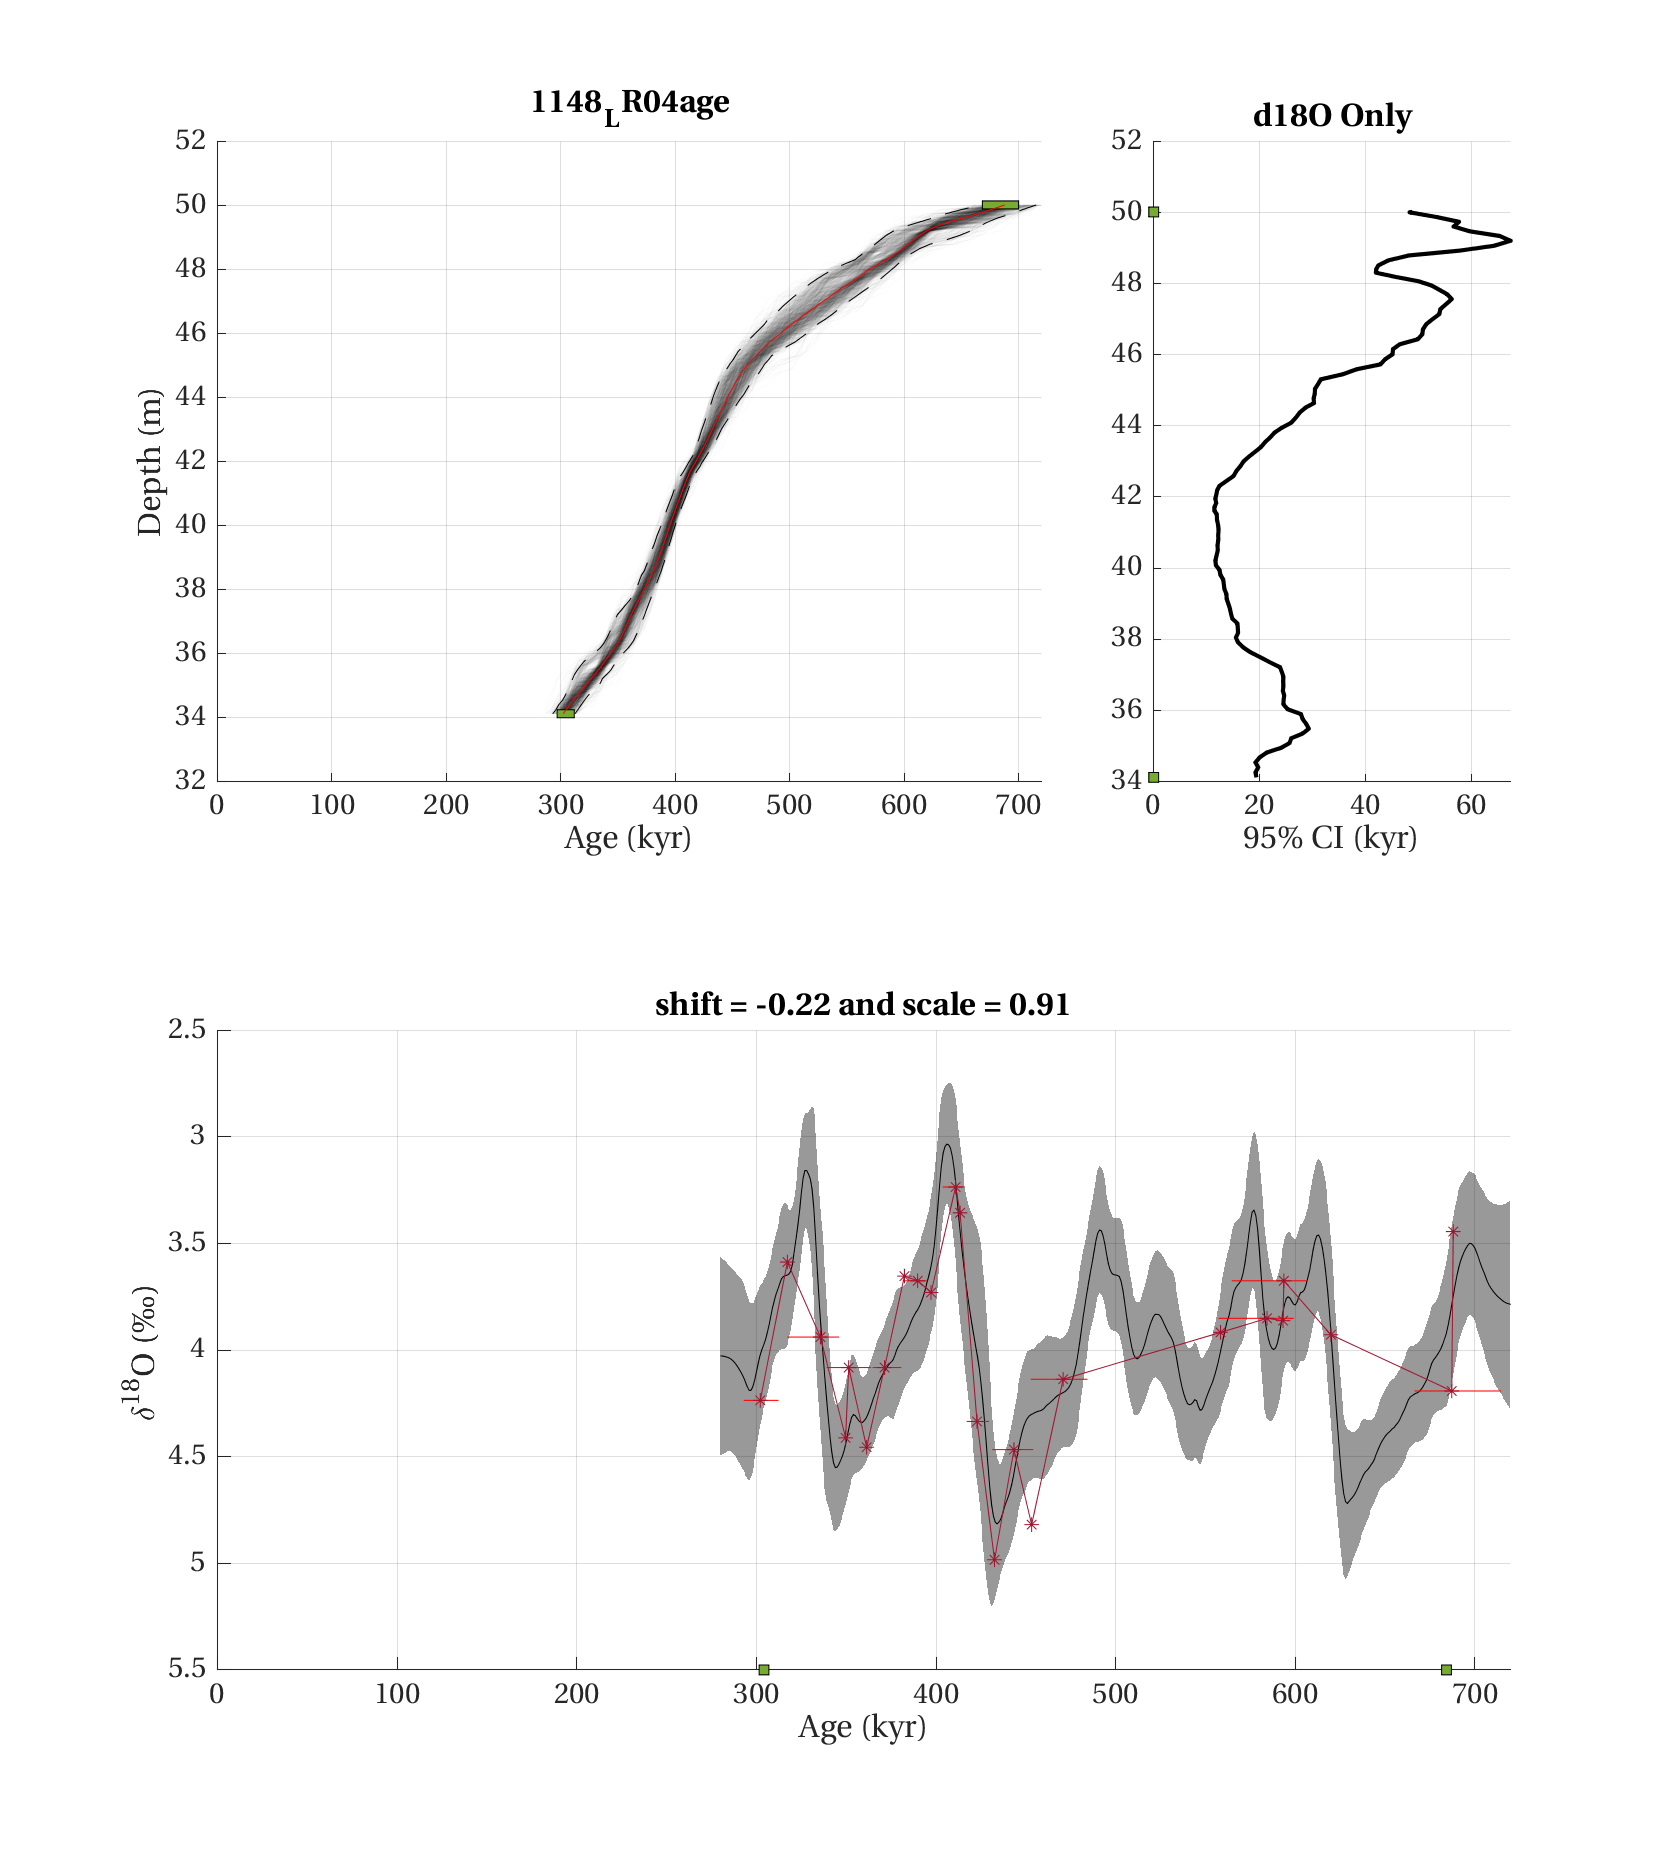 1148LR04age
52
50
48
46
44
42
40
38
36
34
32
Depth (m)
0 100 200 300 400 500 600 700
Age (kyr)
d18O Only
52
50
48
46
44
42
40
38
36
34
0 20 40 60
95% CI (kyr)
shift = -0.22 and scale = 0.91
2.5
3
3.5
4
4.5
5
5.5
δ18O (‰)
0 100 200 300 400 500 600 700
Age (kyr)